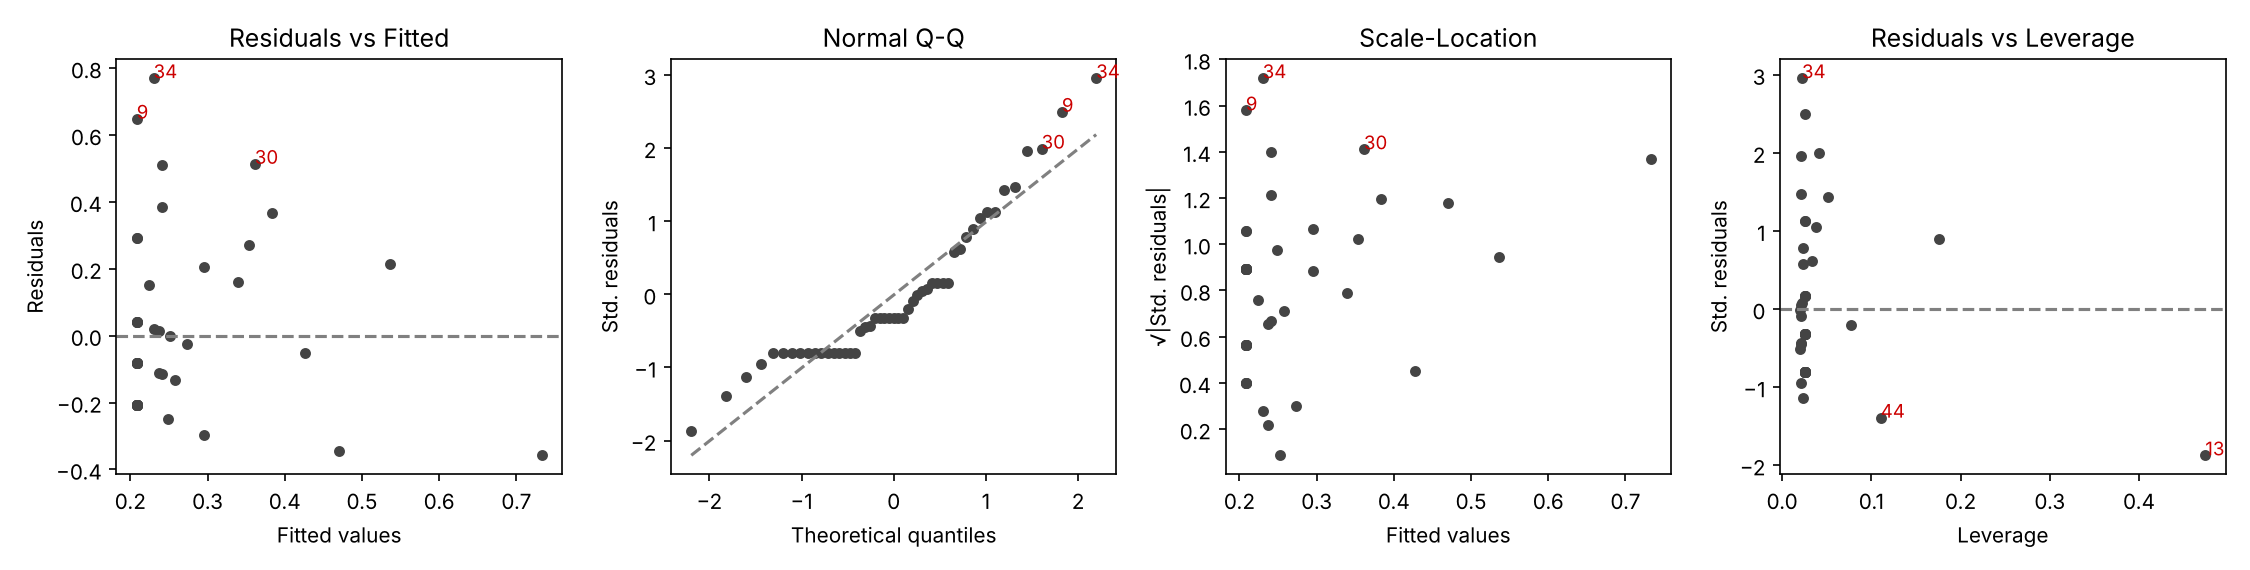 Residuals vs Fitted
0.8
0.6
0.4
0.2
0.0
−0.2
−0.4
Residuals
34
9
30
0.2 0.3 0.4 0.5 0.6 0.7
Fitted values
Normal Q-Q
3
2
1
0
−1
−2
Std. residuals
34
9
30
−2 −1 0 1 2
Theoretical quantiles
Scale-Location
1.8
1.6
1.4
1.2
1.0
0.8
0.6
0.4
0.2
√|Std. residuals|
34
9
30
0.2 0.3 0.4 0.5 0.6 0.7
Fitted values
Residuals vs Leverage
3
2
1
0
−1
−2
Std. residuals
34
44
13
0.0 0.1 0.2 0.3 0.4
Leverage